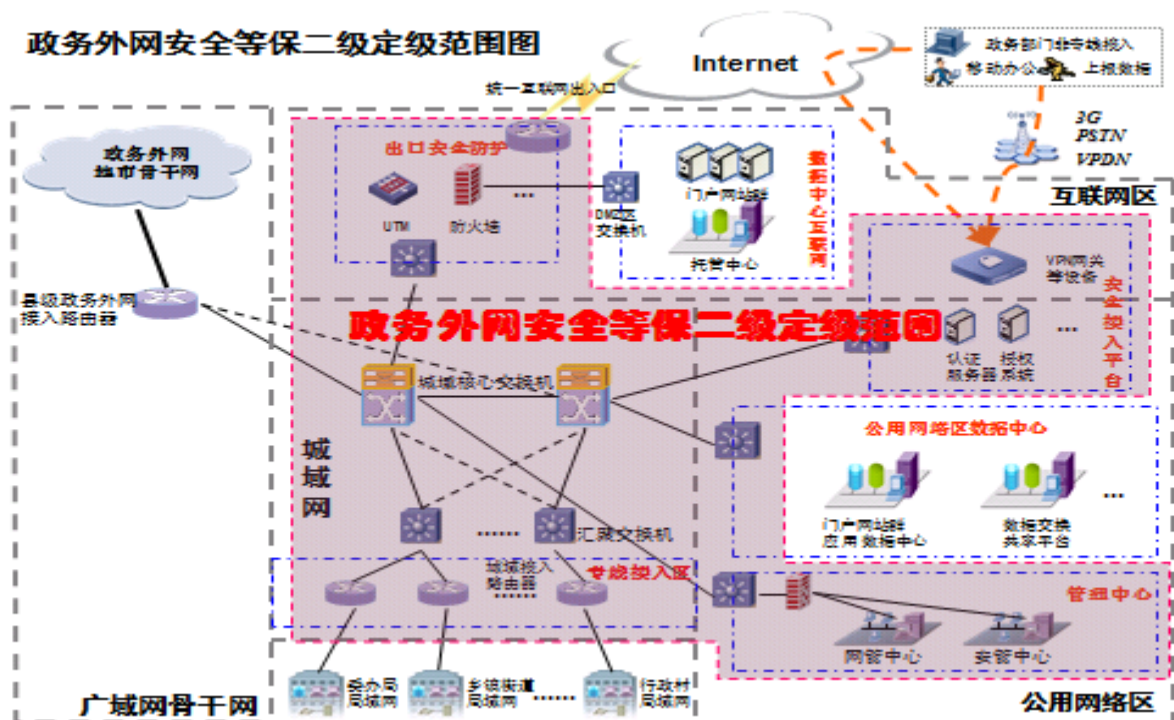 政务外网安全等保二级定级范围图
Internet
政务部门非专线接入
移动办公
上报数据
统一互联网出入口
3G
PSTN
VPDN
政务外网
地市骨干网
出口安全防护
UTM
防火墙
...
DMZ区
交换机
门户网站群
托管中心
数据中心互联网
互联网区
VPN网关
等设备
安全接入平台
认证
服务器
授权
系统
...
县级政务外网
接入路由器
政务外网安全等保二级定级范围
城域核心交换机
城域网
公用网络区数据中心
门户网站群
应用数据中心
数据交换
共享平台
...
......
汇聚交换机
城域接入
路由器
......
专线接入区
管理中心
网管中心
安管中心
委办局
局域网
乡镇街道
局域网
......
行政村
局域网
广域网骨干网
公用网络区